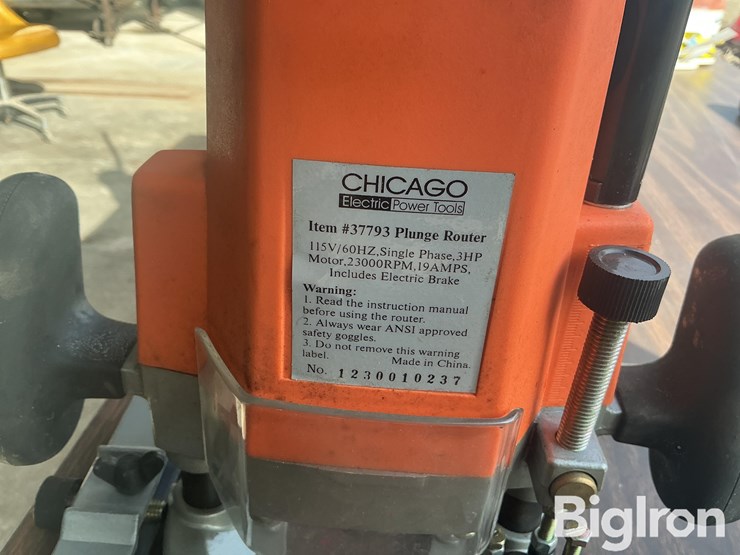 CHICAGO
Electric Power Tools
Item #37793 Plunge Router
115V/60HZ,Single Phase,3HP
Motor,23000RPM,19AMPS,
Includes Electric Brake
Warning:
1. Read the instruction manual
before using the router.
2. Always wear ANSI approved
safety goggles.
3. Do not remove this warning
label. Made in China.
No. 1230010237
BigIron